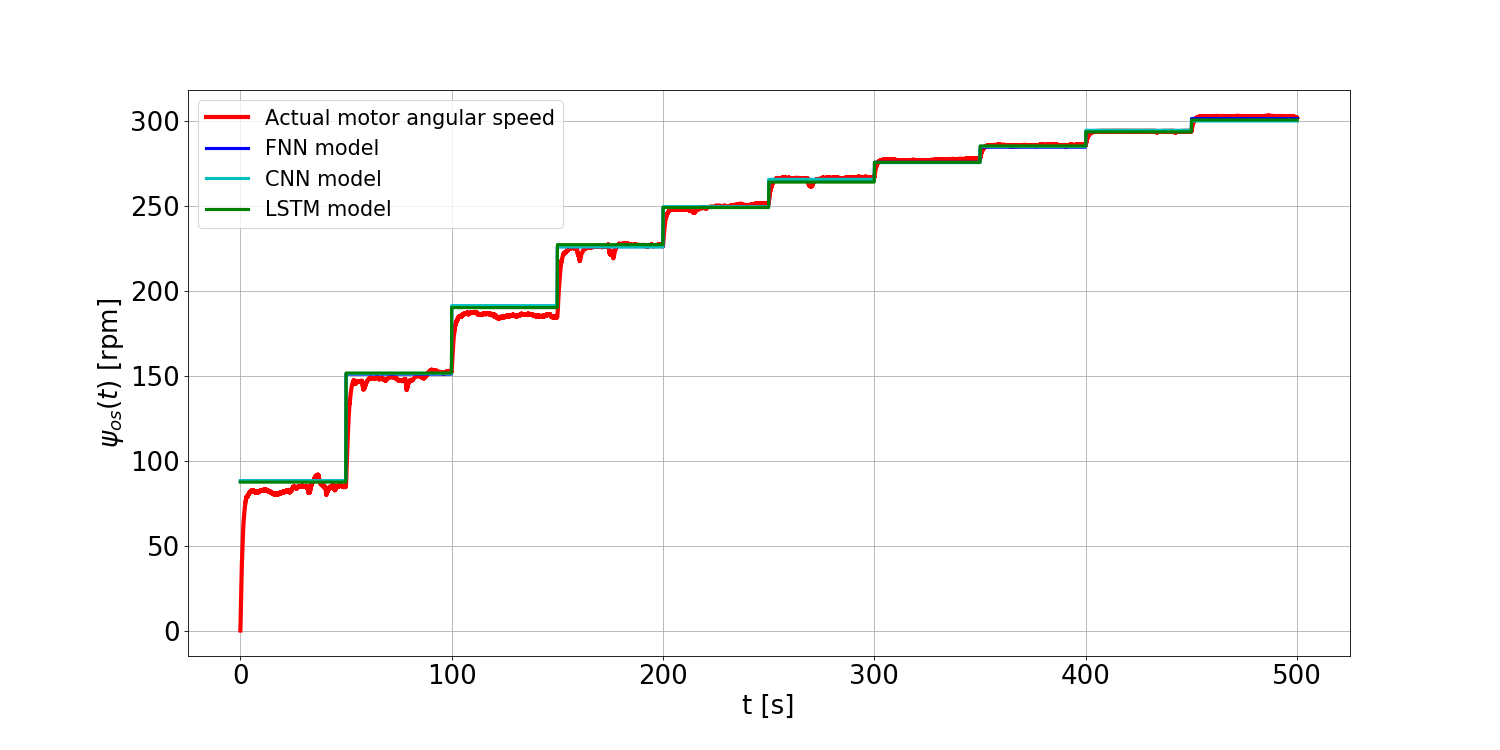 Actual motor angular speed
FNN model
CNN model
LSTM model
300
250
200
150
100
50
0
ψos(t) [rpm]
0 100 200 300 400 500
t [s]